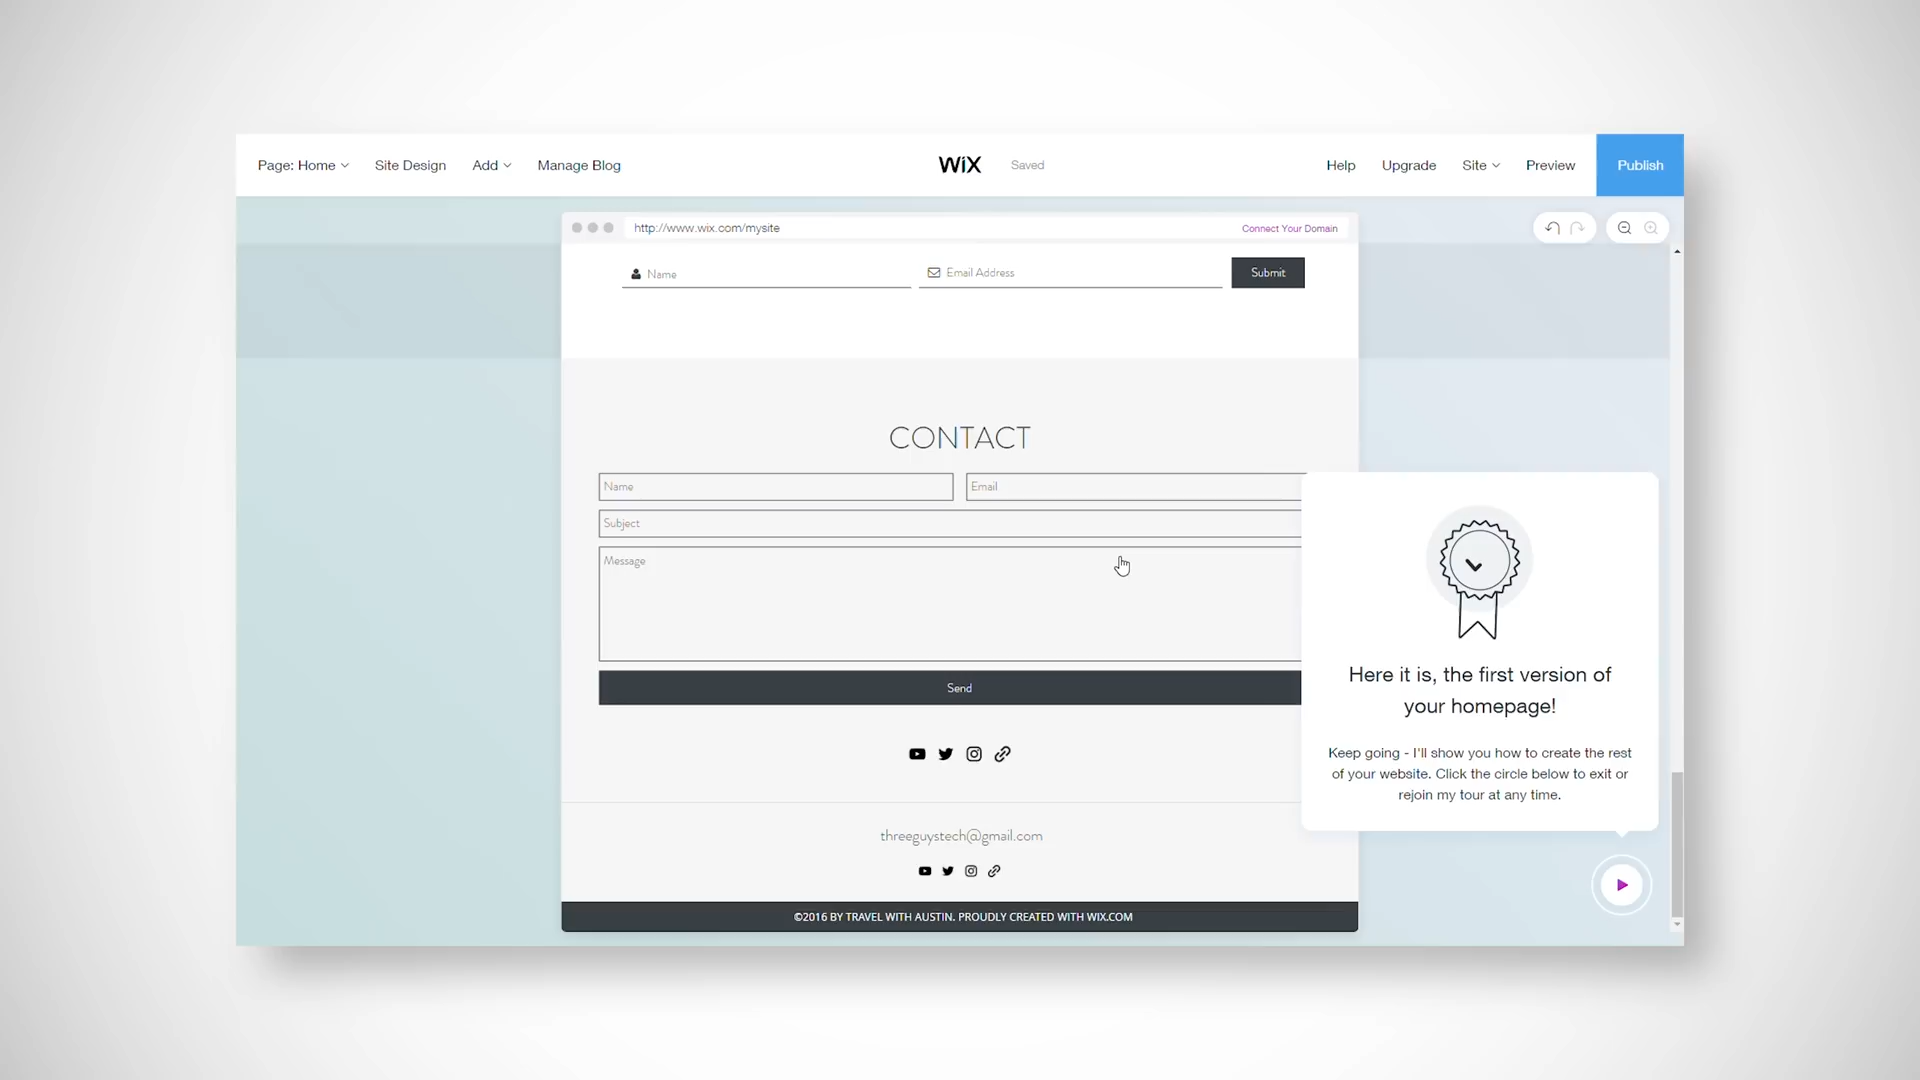 Page: Home Site Design Add Manage Blog WiX Saved Help Upgrade Site Preview Publish
http://www.wix.com/mysite Connect Your Domain
Name Email Address Submit
CONTACT
Name Email
Subject
Message
Send
Here it is, the first version of
your homepage!
Keep going - I'll show you how to create the rest
of your website. Click the circle below to exit or
rejoin my tour at any time.
threeguystech@gmail.com
©2016 BY TRAVEL WITH AUSTIN. PROUDLY CREATED WITH WIX.COM